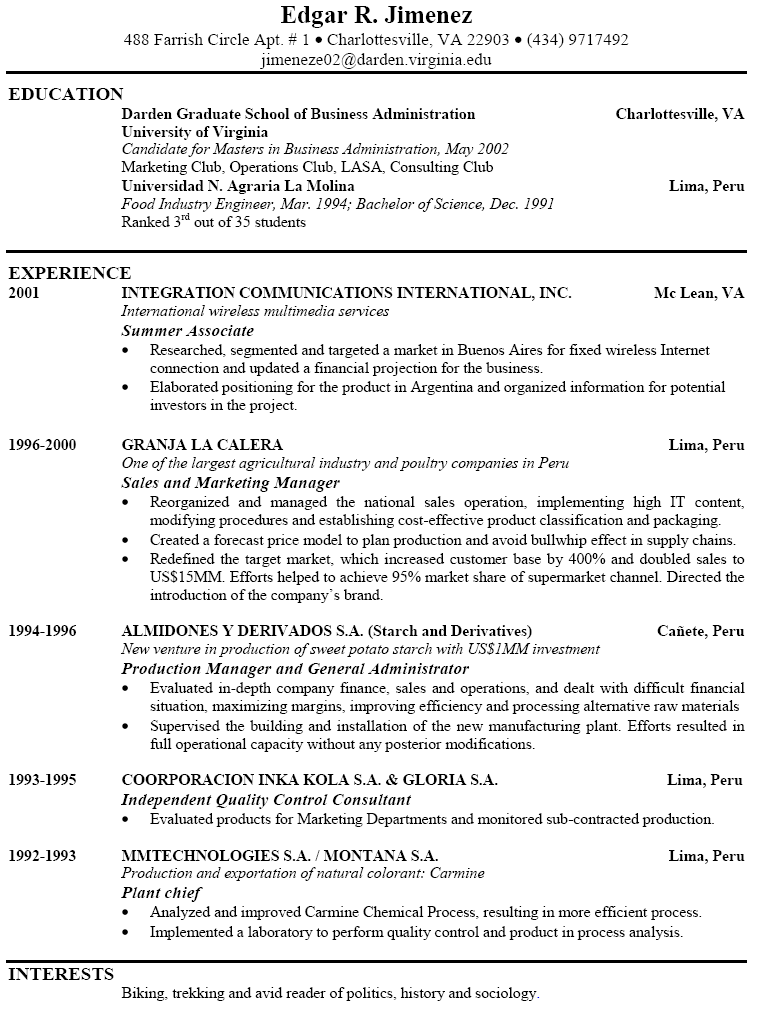 Edgar R. Jimenez
488 Farrish Circle Apt. # 1 • Charlottesville, VA 22903 • (434) 9717492
jimeneze02@darden.virginia.edu
EDUCATION
Darden Graduate School of Business Administration Charlottesville, VA
University of Virginia
Candidate for Masters in Business Administration, May 2002
Marketing Club, Operations Club, LASA, Consulting Club
Universidad N. Agraria La Molina Lima, Peru
Food Industry Engineer, Mar. 1994; Bachelor of Science, Dec. 1991
Ranked 3rd out of 35 students
EXPERIENCE
2001 INTEGRATION COMMUNICATIONS INTERNATIONAL, INC. Mc Lean, VA
International wireless multimedia services
Summer Associate
• Researched, segmented and targeted a market in Buenos Aires for fixed wireless Internet
connection and updated a financial projection for the business.
• Elaborated positioning for the product in Argentina and organized information for potential
investors in the project.
1996-2000 GRANJA LA CALERA Lima, Peru
One of the largest agricultural industry and poultry companies in Peru
Sales and Marketing Manager
• Reorganized and managed the national sales operation, implementing high IT content,
modifying procedures and establishing cost-effective product classification and packaging.
• Created a forecast price model to plan production and avoid bullwhip effect in supply chains.
• Redefined the target market, which increased customer base by 400% and doubled sales to
US$15MM. Efforts helped to achieve 95% market share of supermarket channel. Directed the
introduction of the company's brand.
1994-1996 ALMIDONES Y DERIVADOS S.A. (Starch and Derivatives) Cañete, Peru
New venture in production of sweet potato starch with US$1MM investment
Production Manager and General Administrator
• Evaluated in-depth company finance, sales and operations, and dealt with difficult financial
situation, maximizing margins, improving efficiency and processing alternative raw materials
• Supervised the building and installation of the new manufacturing plant. Efforts resulted in
full operational capacity without any posterior modifications.
1993-1995 COORPORACION INKA KOLA S.A. & GLORIA S.A. Lima, Peru
Independent Quality Control Consultant
• Evaluated products for Marketing Departments and monitored sub-contracted production.
1992-1993 MMTECHNOLOGIES S.A. / MONTANA S.A. Lima, Peru
Production and exportation of natural colorant: Carmine
Plant chief
• Analyzed and improved Carmine Chemical Process, resulting in more efficient process.
• Implemented a laboratory to perform quality control and product in process analysis.
INTERESTS
Biking, trekking and avid reader of politics, history and sociology.